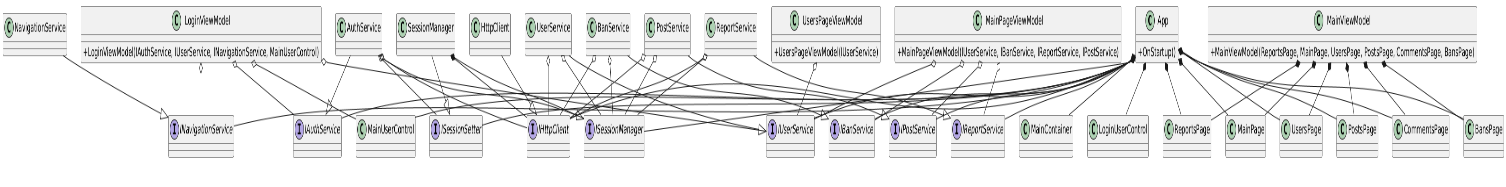 C NavigationService
C LoginViewModel
+LoginViewModel(AuthService, IUserService, INavigationService, MainUserControl)
C AuthService
C SessionManager
C HttpClient
C UserService
C BanService
C PostService
C ReportService
C UsersPageViewModel
+UsersPageViewModel(IUserService)
C MainPageViewModel
+MainPageViewModel(IUserService, IBanService, IReportService, IPostService)
C App
+OnStartup()
C MainViewModel
+MainViewModel(ReportsPage, MainPage, UsersPage, PostsPage, CommentsPage, BansPage)
I INavigationService
I IAuthService
C MainUserControl
I ISessionSetter
I IHttpClient
I ISessionManager
I IUserService
I IBanService
I IPostService
I IReportService
C MainContainer
C LoginUserControl
C ReportsPage
C MainPage
C UsersPage
C PostsPage
C CommentsPage
C BansPage